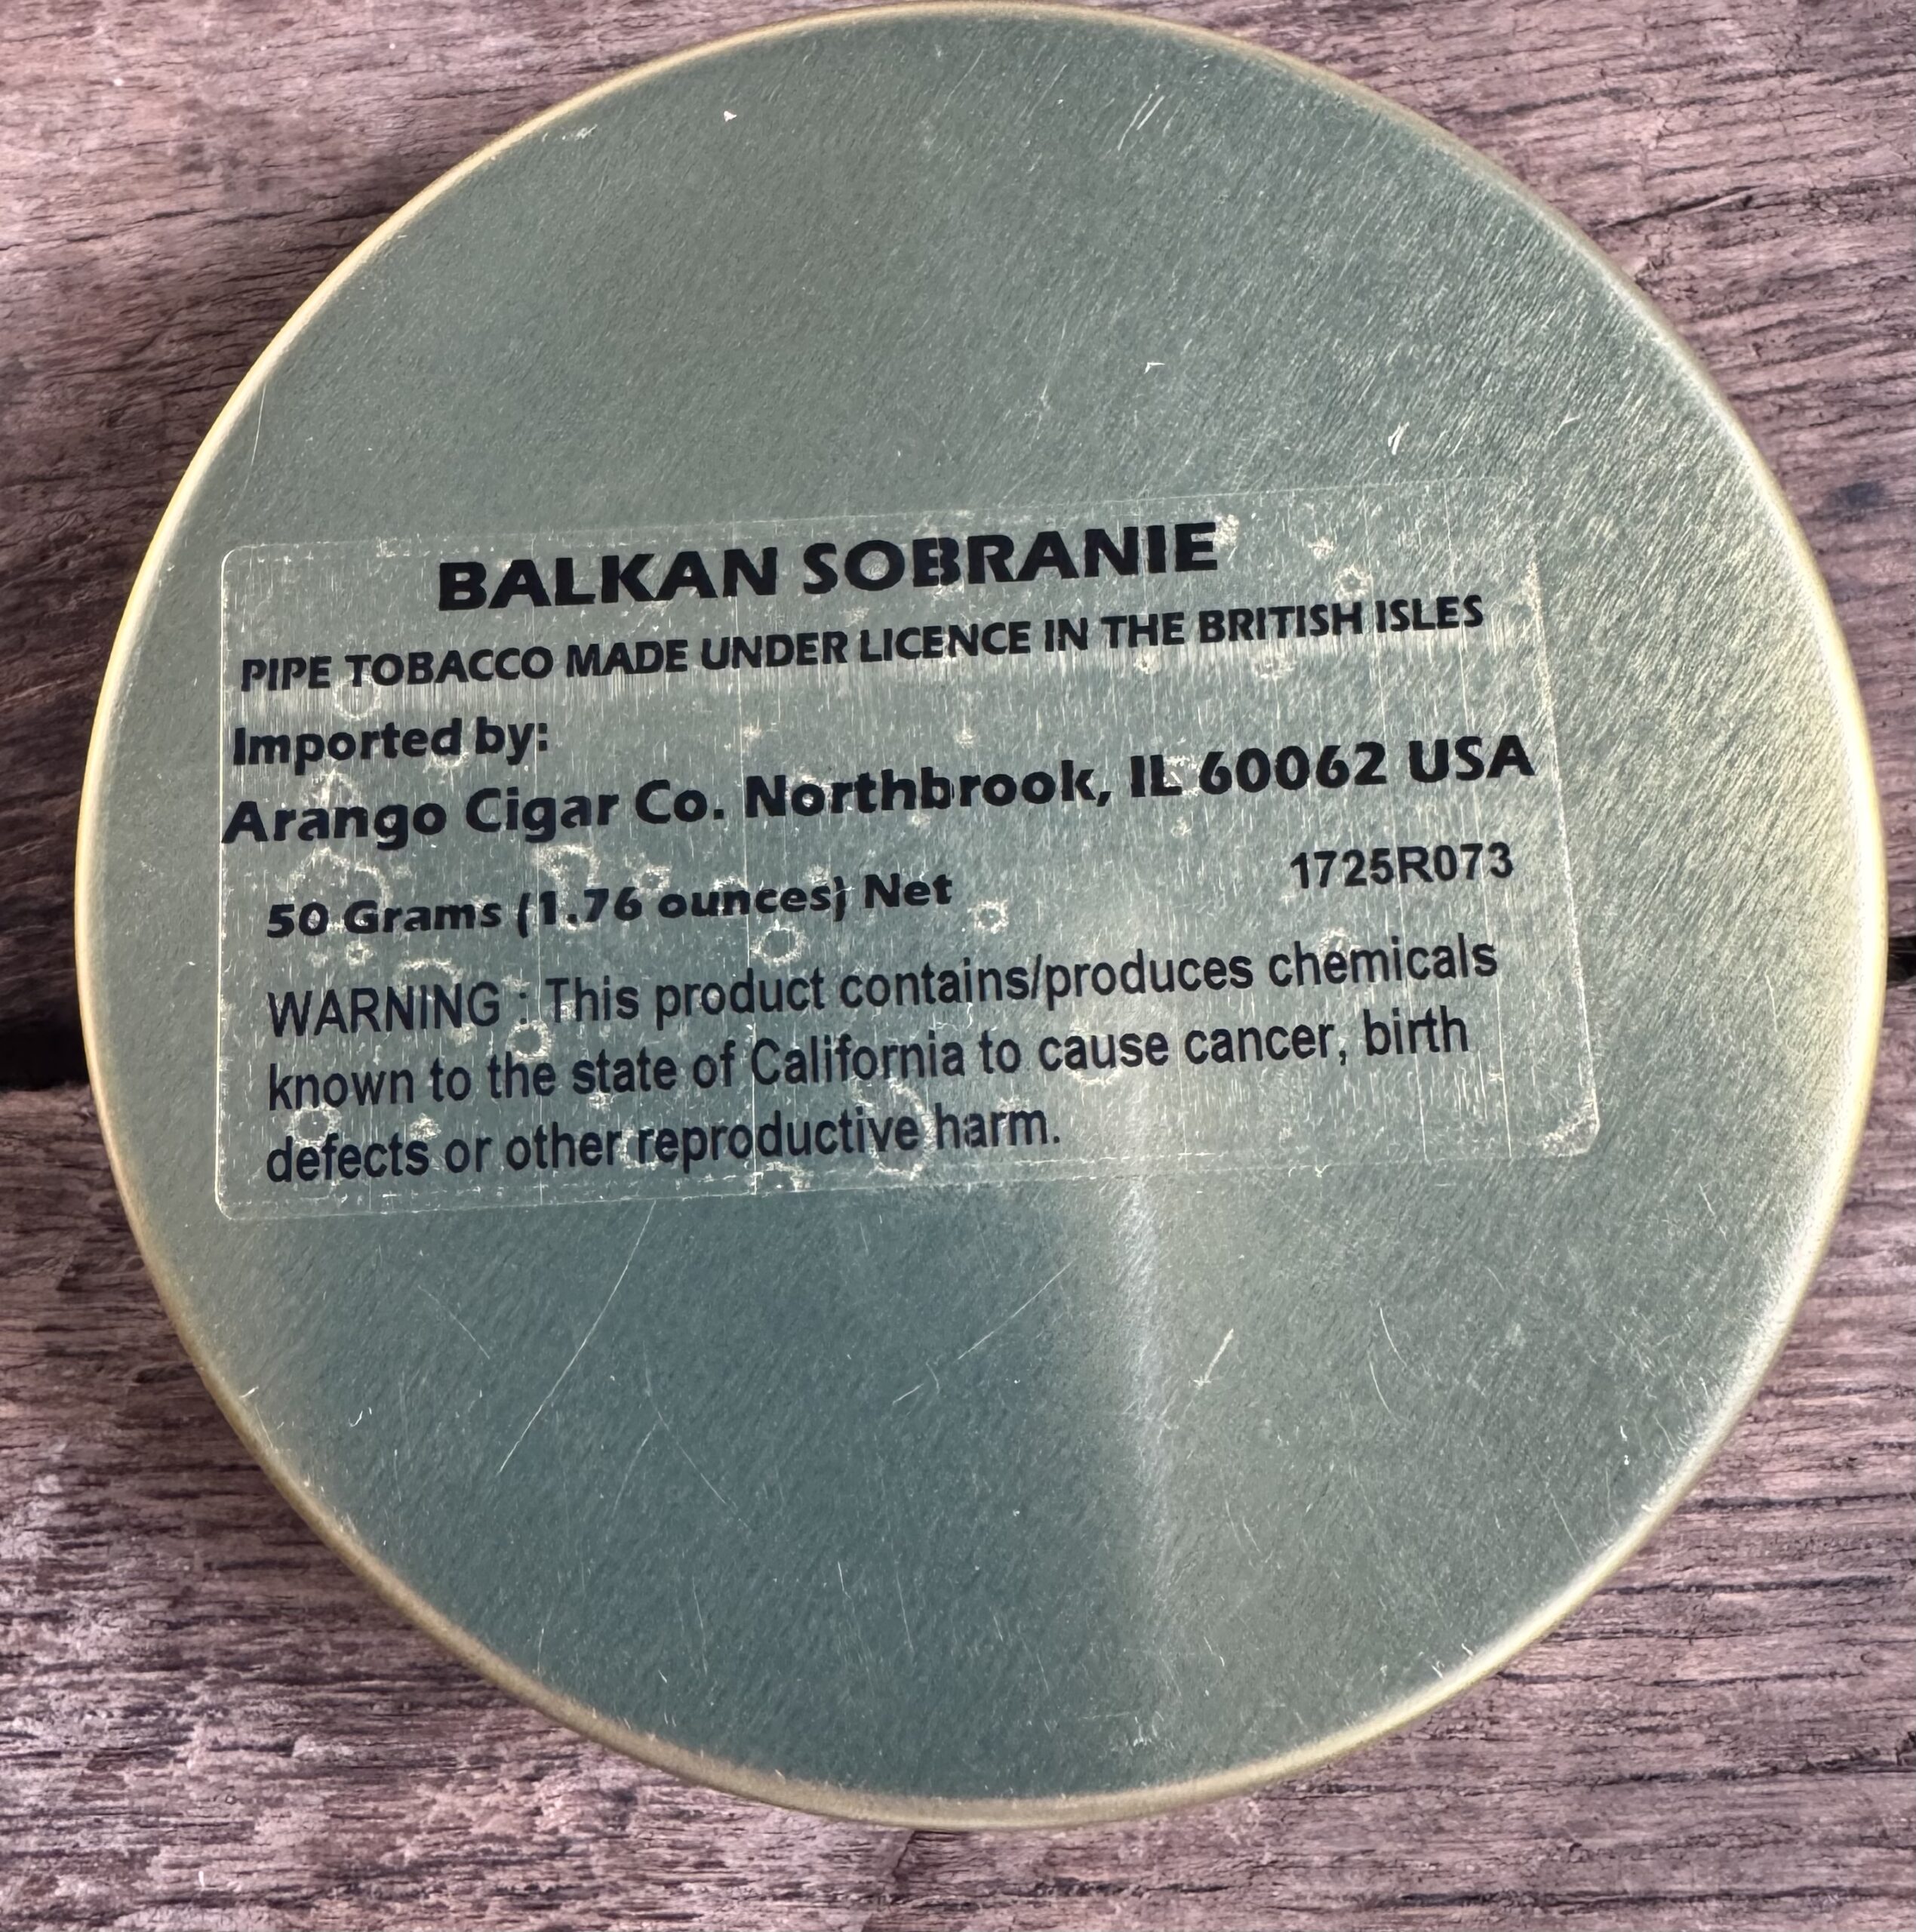 BALKAN SOBRANIE
PIPE TOBACCO MADE UNDER LICENCE IN THE BRITISH ISLES
Imported by:
Arango Cigar Co. Northbrook, IL 60062 USA
50 Grams (1.76 ounces) Net 1725R073
WARNING : This product contains/produces chemicals
known to the state of California to cause cancer, birth
defects or other reproductive harm.